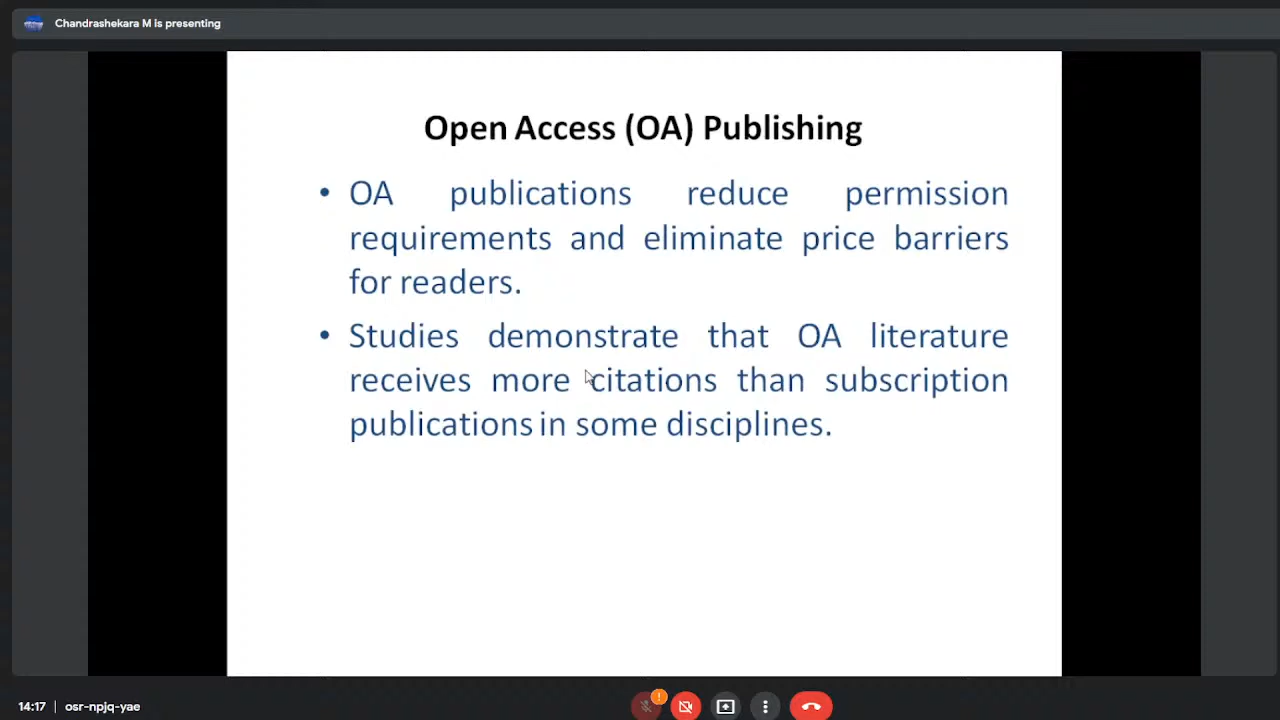 Chandrashekara M is presenting
Open Access (OA) Publishing
• OA publications reduce permission
requirements and eliminate price barriers
for readers.
• Studies demonstrate that OA literature
receives more citations than subscription
publications in some disciplines.
14:17 | osr-npjq-yae